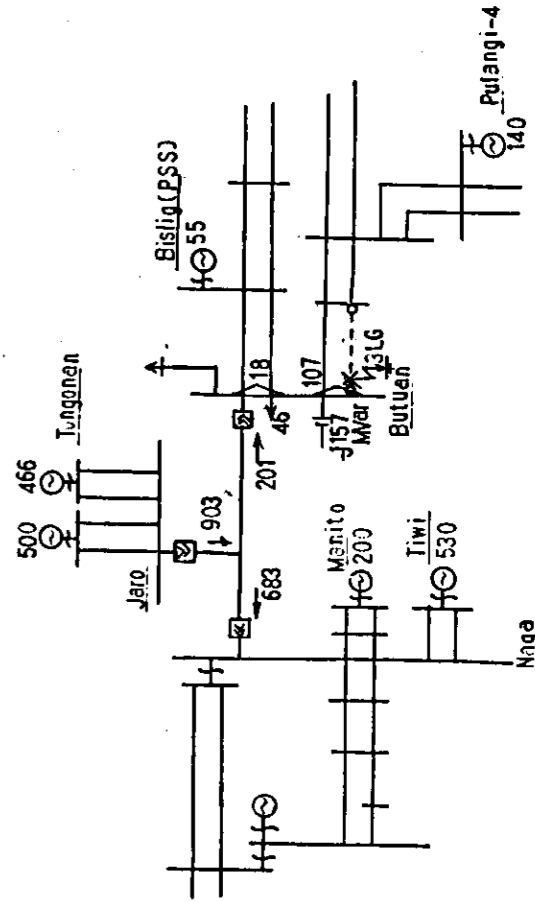 Tongonan
500
466
Jaro
903
683
201
Bislig (PSS)
55
18
46
107
157
Mvar
3LG
Butuan
Pulangi-4
140
Manito
200
Tiwi
530
Naga